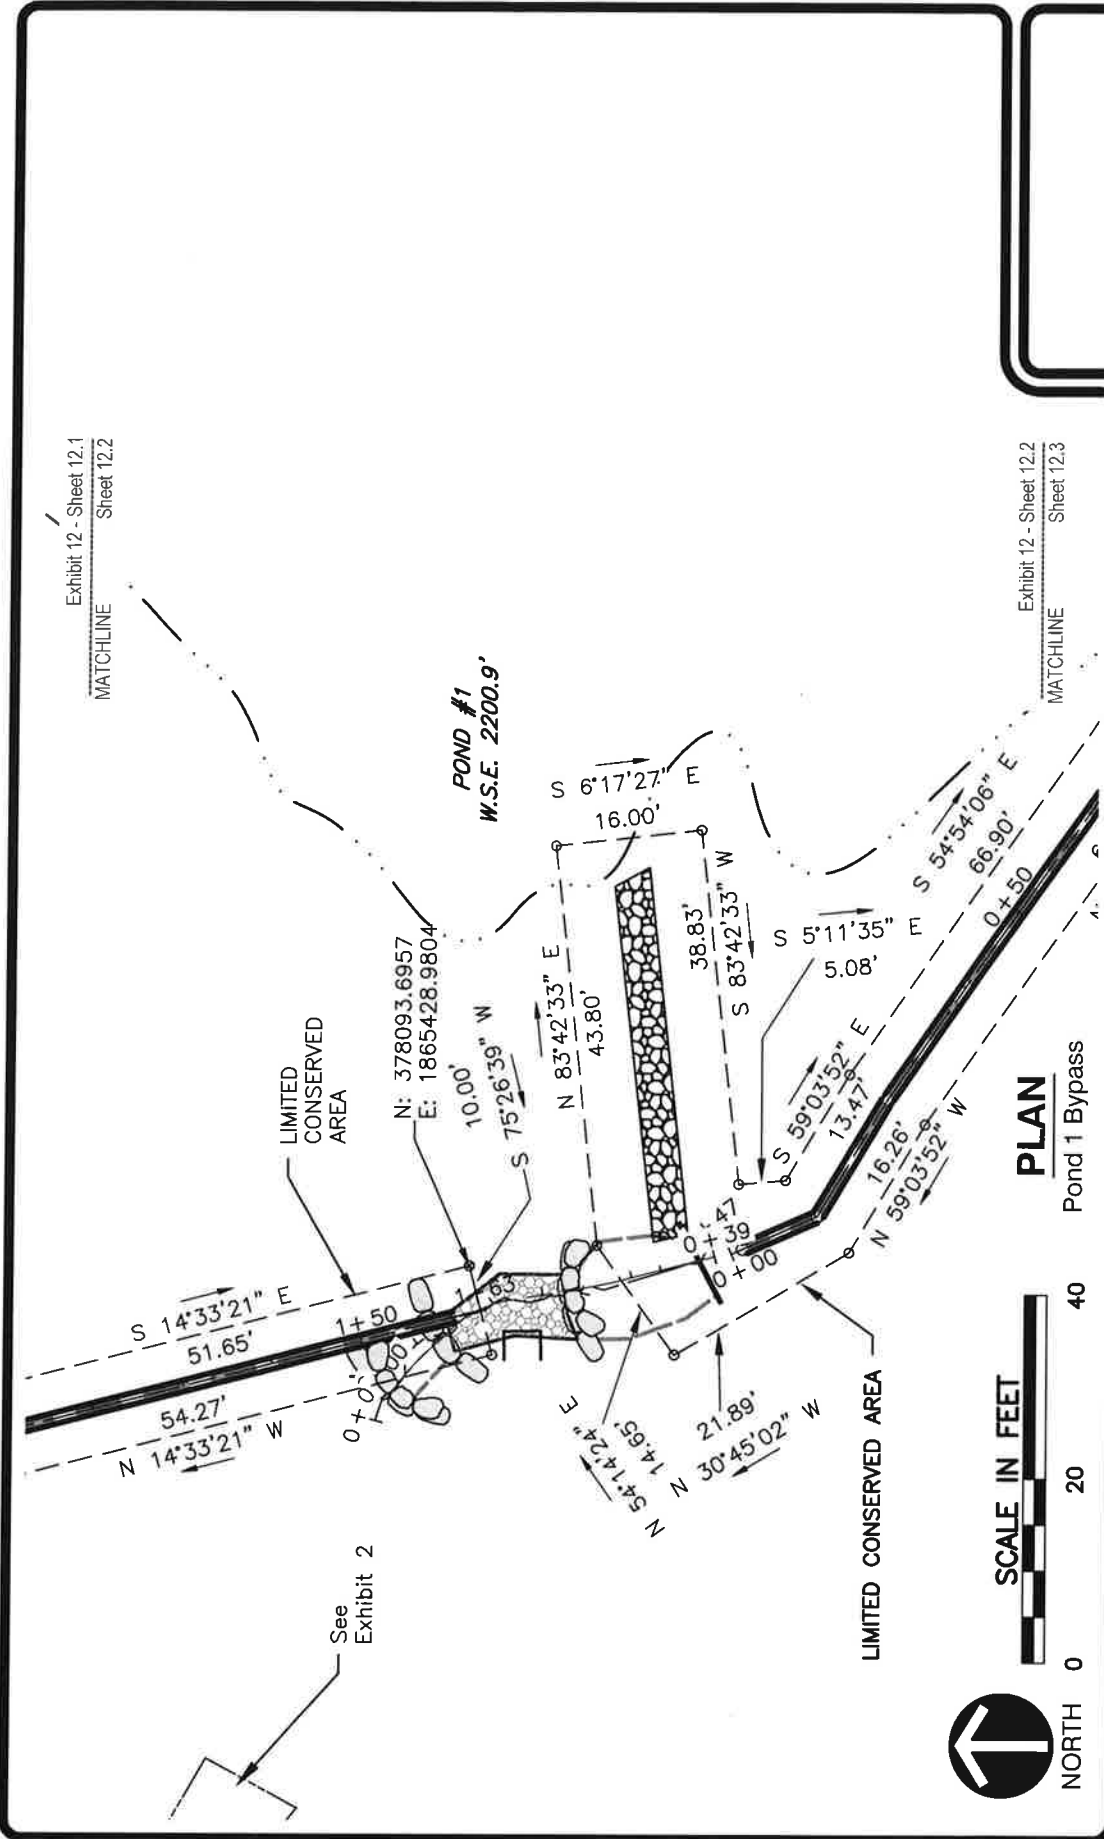 Exhibit 12 - Sheet 12.1
MATCHLINE
Sheet 12.2
POND #1
W.S.E. 2200.9'
LIMITED
CONSERVED
AREA
N: 378093.6957
E: 1865428.9804
10.00'
S 75°26'39" W
S 14°33'21" E
51.65'
1+50
54.27'
N 14°33'21" W
See
Exhibit 2
N 83°42'33" E
43.80'
S 6°17'27" E
16.00'
38.83'
S 83°42'33" W
S 5°11'35" E
5.08'
S 54°54'06" E
66.90'
0+50
S 59°03'52" E
13.47'
16.26'
N 59°03'52" W
0+39
0+00
N 54°14'24" E
14.65'
21.89'
N 30°45'02" W
LIMITED CONSERVED AREA
Exhibit 12 - Sheet 12.2
MATCHLINE
Sheet 12.3
PLAN
Pond 1 Bypass
SCALE IN FEET
0 20 40
NORTH